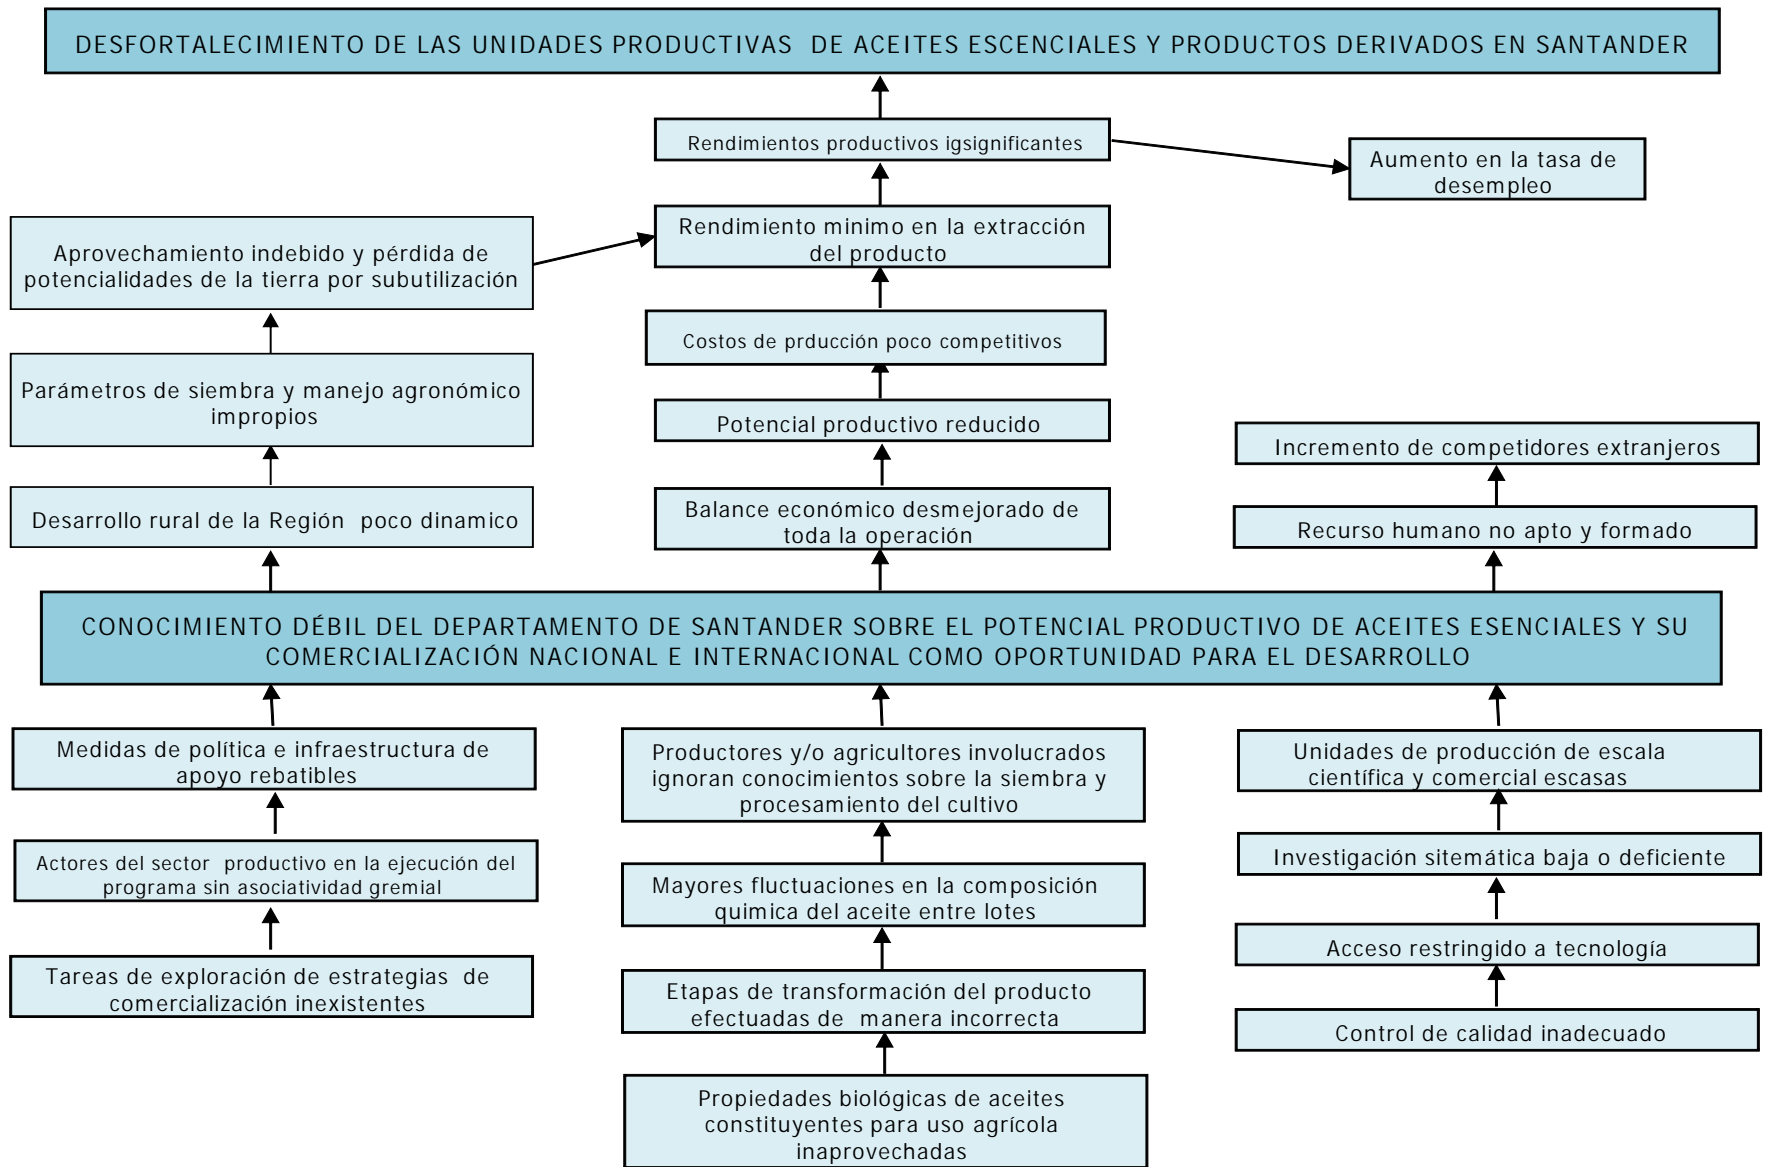 DESFORTALECIMIENTO DE LAS UNIDADES PRODUCTIVAS DE ACEITES ESCENCIALES Y PRODUCTOS DERIVADOS EN SANTANDER
Rendimientos productivos igsignificantes
Aumento en la tasa de
desempleo
Aprovechamiento indebido y pérdida de
potencialidades de la tierra por subutilización
Rendimiento minimo en la extracción
del producto
Costos de prducción poco competitivos
Parámetros de siembra y manejo agronómico
impropios
Potencial productivo reducido
Incremento de competidores extranjeros
Desarrollo rural de la Región poco dinamico
Balance económico desmejorado de
toda la operación
Recurso humano no apto y formado
CONOCIMIENTO DÉBIL DEL DEPARTAMENTO DE SANTANDER SOBRE EL POTENCIAL PRODUCTIVO DE ACEITES ESENCIALES Y SU
COMERCIALIZACIÓN NACIONAL E INTERNACIONAL COMO OPORTUNIDAD PARA EL DESARROLLO
Medidas de política e infraestructura de
apoyo rebatibles
Productores y/o agricultores involucrados
ignoran conocimientos sobre la siembra y
procesamiento del cultivo
Unidades de producción de escala
científica y comercial escasas
Actores del sector productivo en la ejecución del
programa sin asociatividad gremial
Mayores fluctuaciones en la composición
quimica del aceite entre lotes
Investigación sitemática baja o deficiente
Tareas de exploración de estrategias de
comercialización inexistentes
Etapas de transformación del producto
efectuadas de manera incorrecta
Acceso restringido a tecnología
Control de calidad inadecuado
Propiedades biológicas de aceites
constituyentes para uso agrícola
inaprovechadas